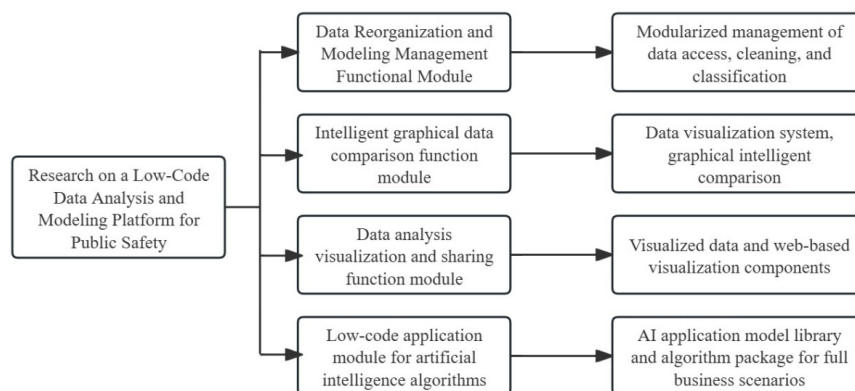 Data Reorganization and
Modeling Management
Functional Module
Modularized management of
data access, cleaning, and
classification
Intelligent graphical data
comparison function
module
Data visualization system,
graphical intelligent
comparison
Research on a Low-Code
Data Analysis and
Modeling Platform for
Public Safety
Data analysis
visualization and sharing
function module
Visualized data and web-based
visualization components
Low-code application
module for artificial
intelligence algorithms
AI application model library
and algorithm package for full
business scenarios